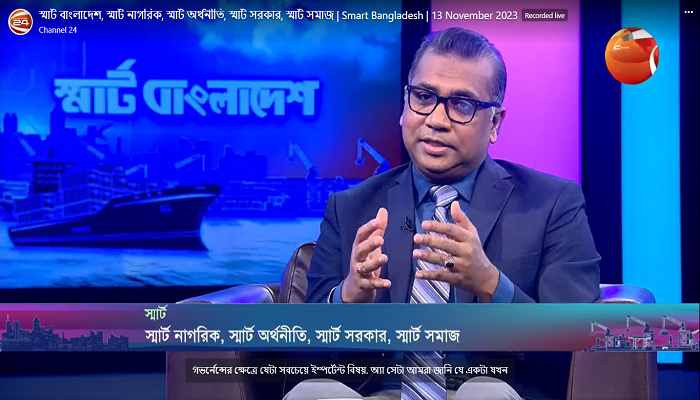 স্মার্ট বাংলাদেশ, স্মার্ট নাগরিক, স্মার্ট অর্থনীতি, স্মার্ট সরকার, স্মার্ট সমাজ | Smart Bangladesh | 13 November 2023 Recorded live
24 Channel 24
স্মার্ট বাংলাদেশ
স্মার্ট
স্মার্ট নাগরিক, স্মার্ট অর্থনীতি, স্মার্ট সরকার, স্মার্ট সমাজ
গভর্নেন্সের ক্ষেত্রে যেটা সবচেয়ে ইম্পর্টেন্ট বিষয়. অ্যা সেটা আমরা জানি যে একটা যখন